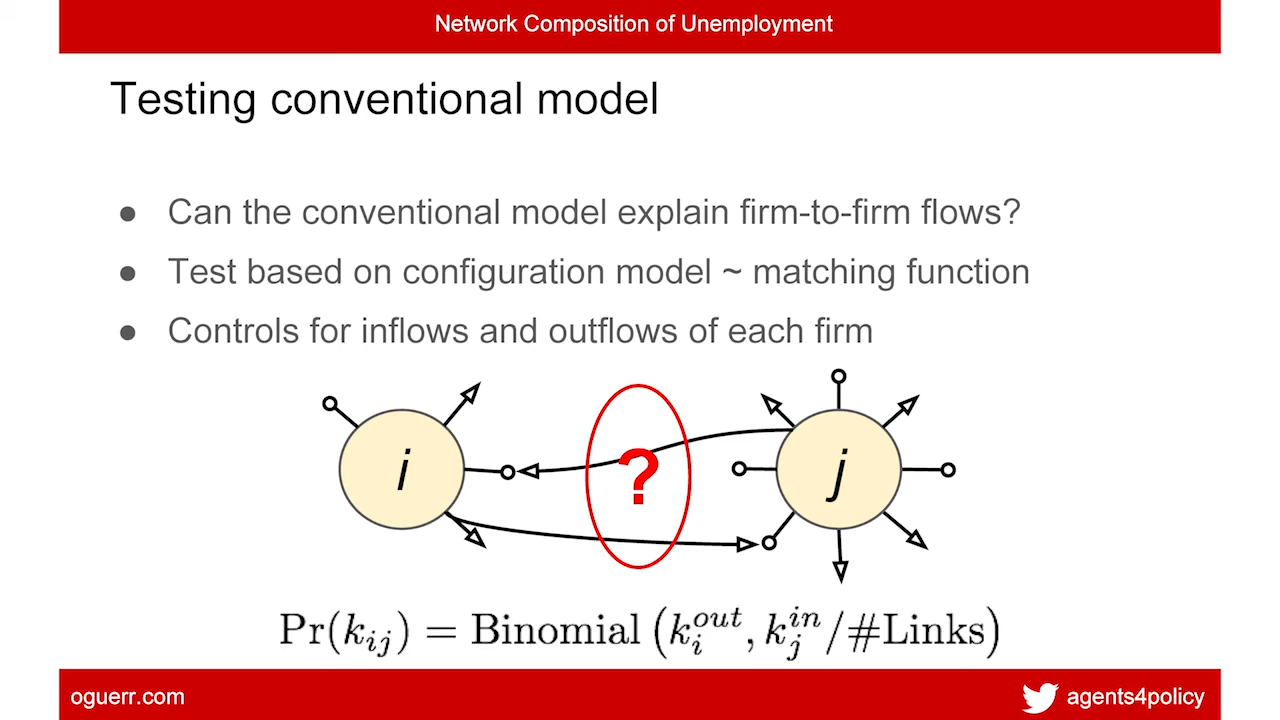 Network Composition of Unemployment
Testing conventional model
● Can the conventional model explain firm-to-firm flows?
● Test based on configuration model ~ matching function
● Controls for inflows and outflows of each firm
i
?
j
Pr(k_{ij}) = Binomial (k_i^{out}, k_j^{in}/#Links)
oguerr.com
agents4policy